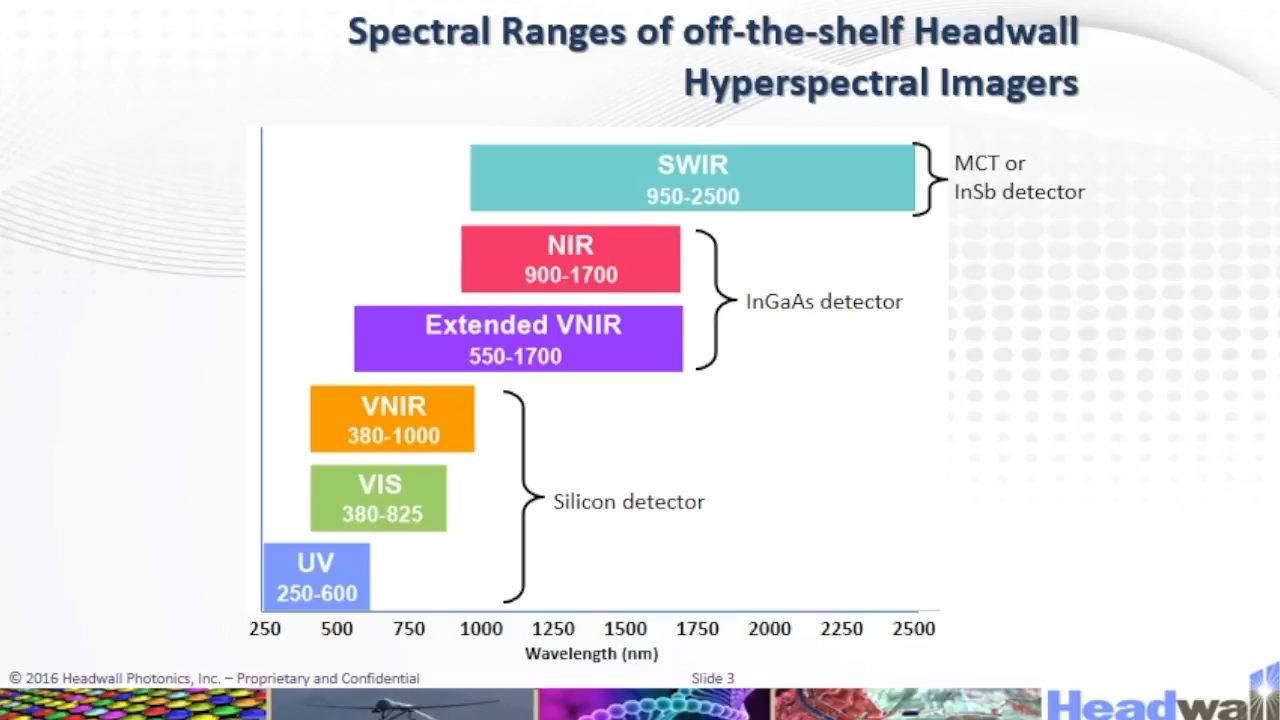 Spectral Ranges of off-the-shelf Headwall
Hyperspectral Imagers
SWIR
950-2500
MCT or
InSb detector
NIR
900-1700
InGaAs detector
Extended VNIR
550-1700
VNIR
380-1000
VIS
380-825
Silicon detector
UV
250-600
250 500 750 1000 1250 1500 1750 2000 2250 2500
Wavelength (nm)
© 2016 Headwall Photonics, Inc. – Proprietary and Confidential
Slide 3
Headwall